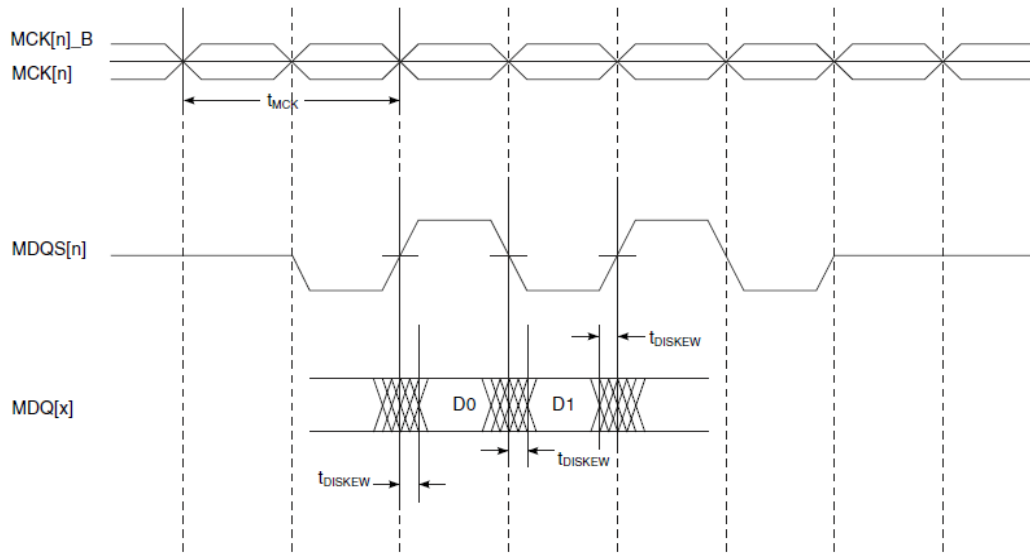 MCK[n]_B
MCK[n]
tMCK
MDQS[n]
tDISKEW
MDQ[x]
D0
D1
tDISKEW
tDISKEW